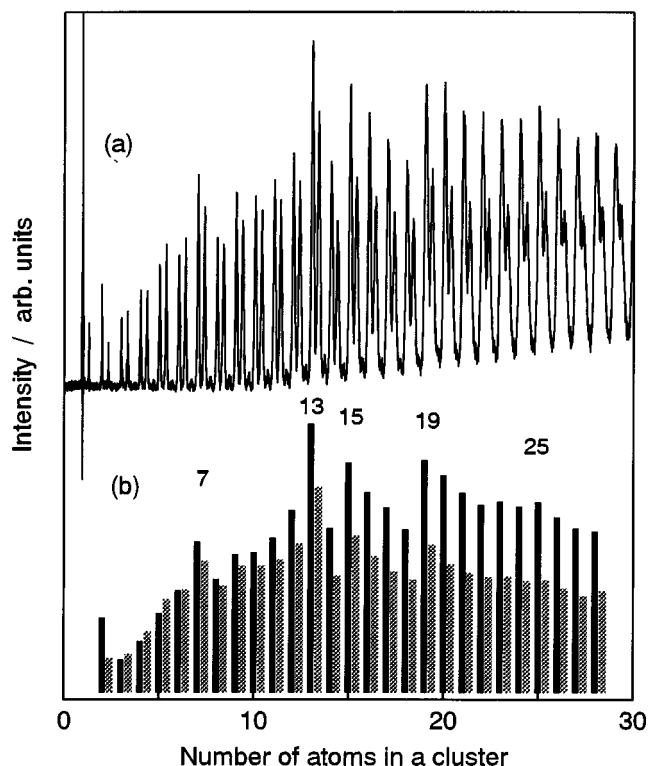 (a)
Intensity / arb. units
13
15
19
7
25
(b)
0
10
20
30
Number of atoms in a cluster